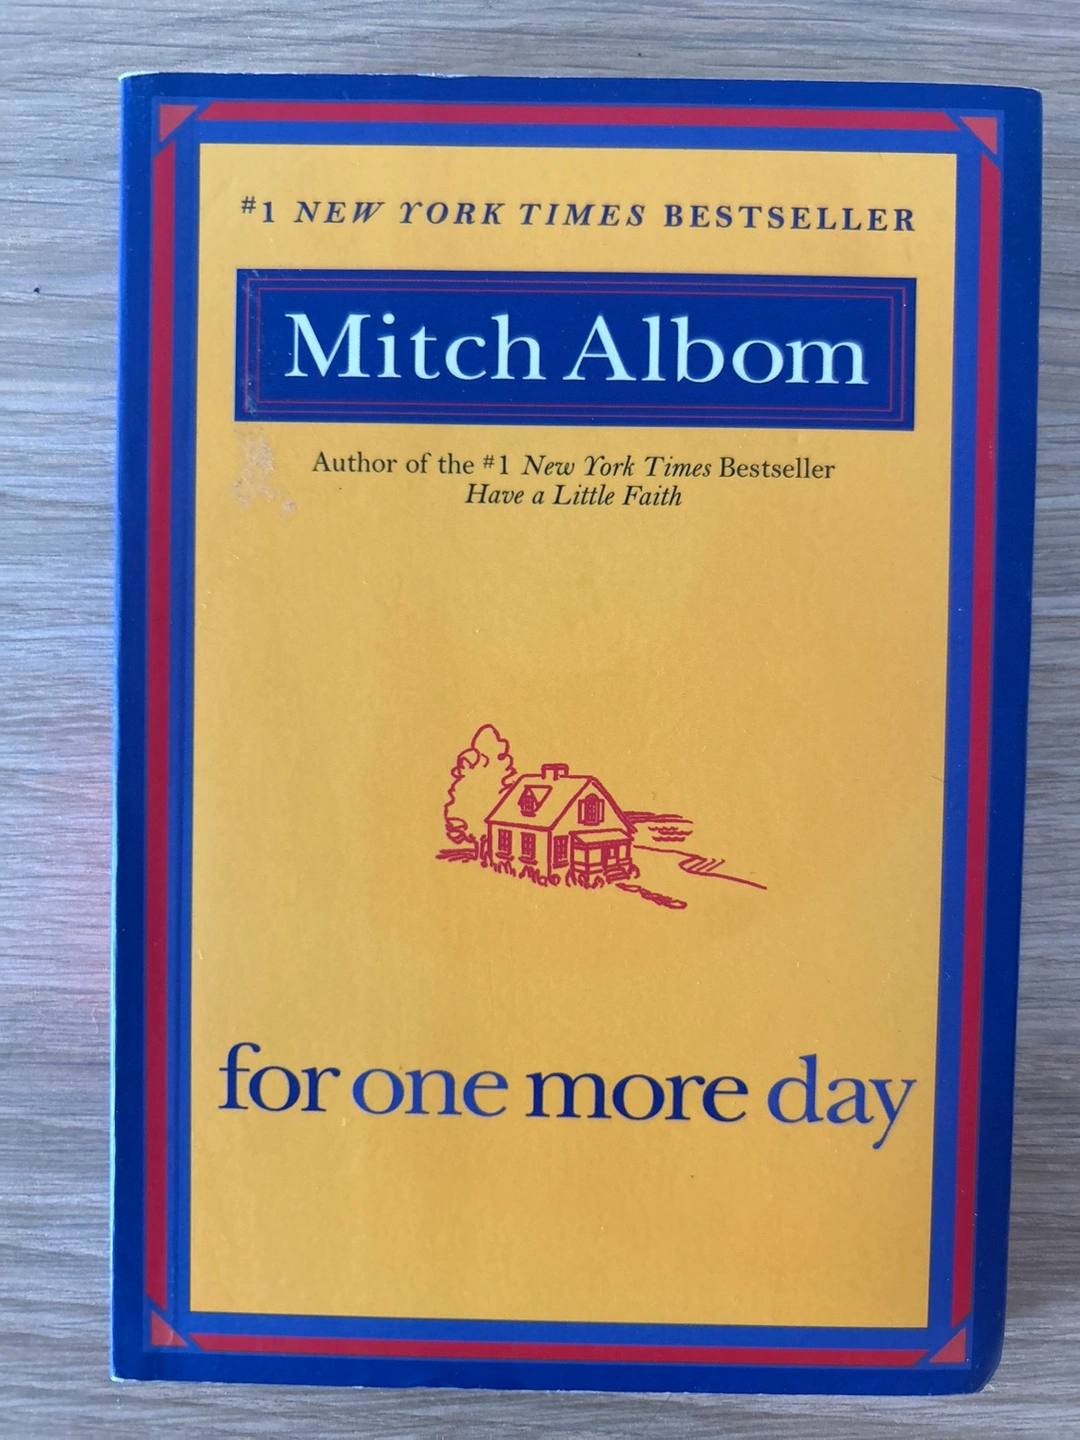 #1 NEW YORK TIMES BESTSELLER
Mitch Albom
Author of the #1 New York Times Bestseller
Have a Little Faith
for one more day